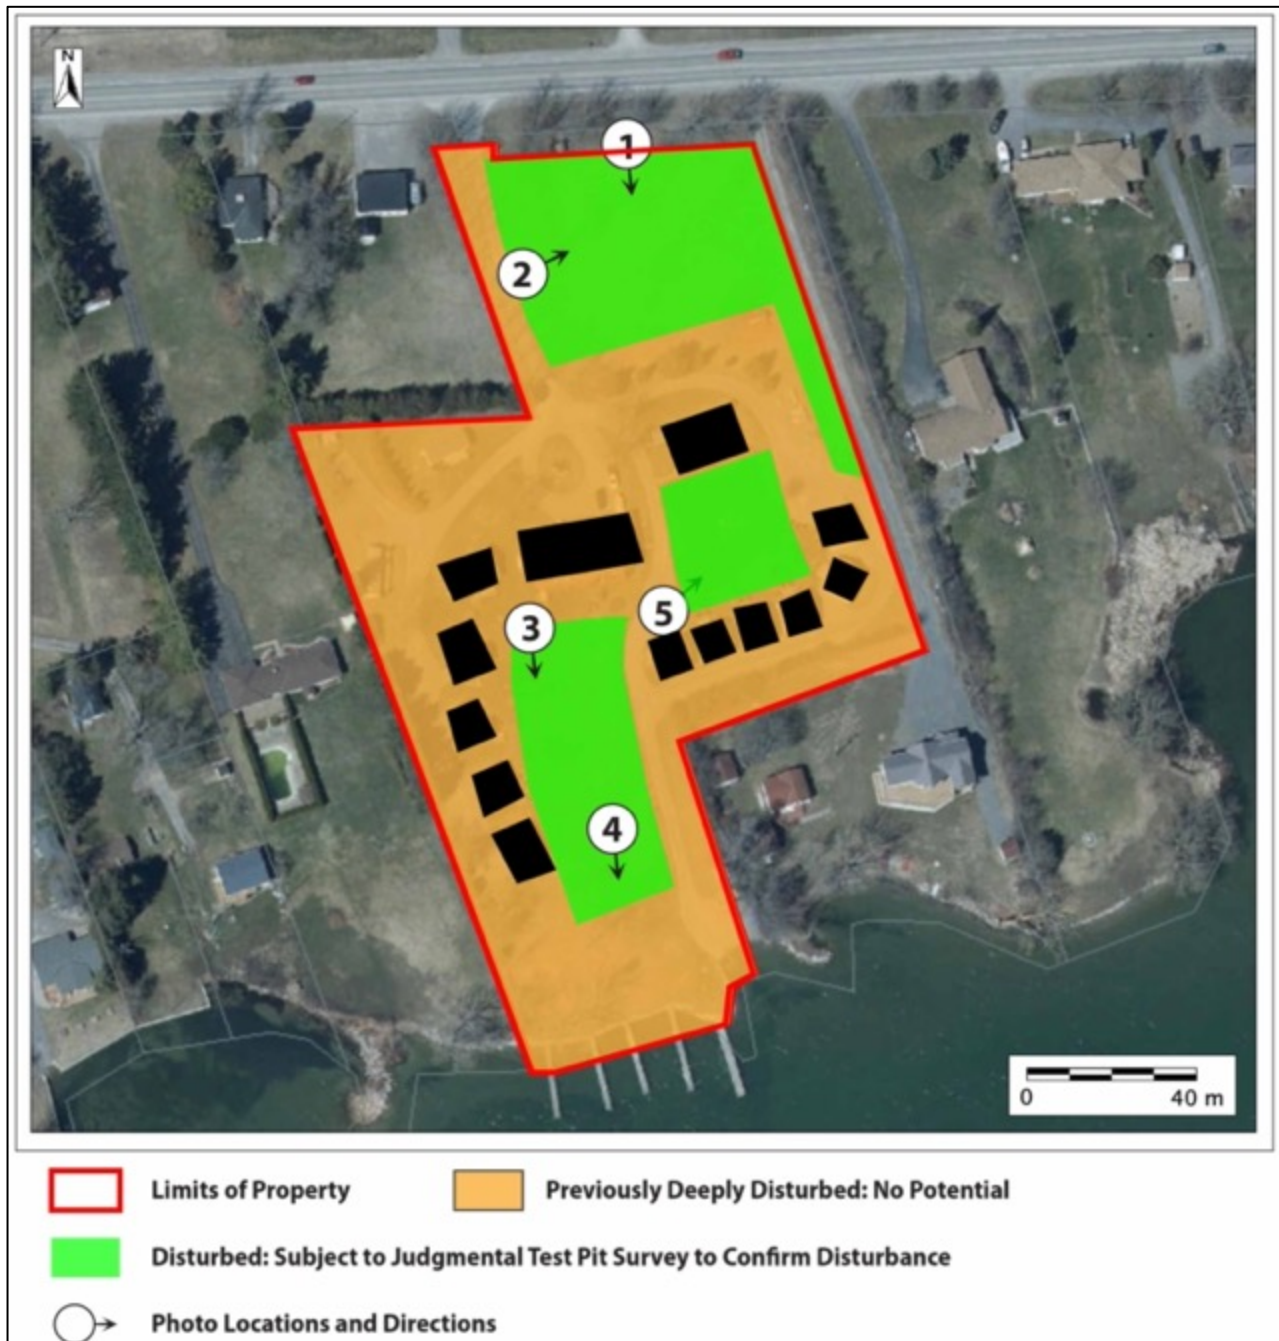 N
1
2
3
5
4
0 40 m
Limits of Property
Previously Deeply Disturbed: No Potential
Disturbed: Subject to Judgmental Test Pit Survey to Confirm Disturbance
Photo Locations and Directions